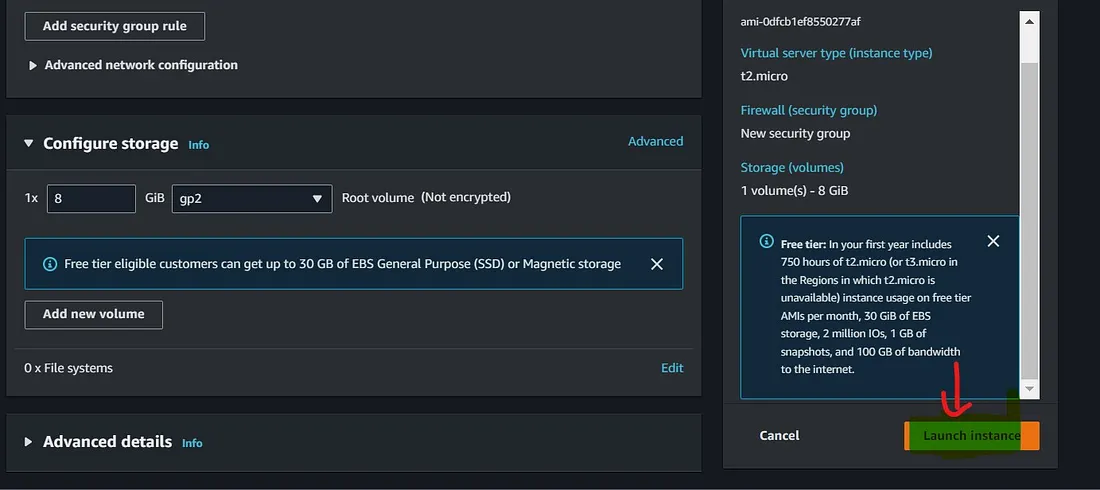 Add security group rule
Advanced network configuration
Configure storage Info
Advanced
1x 8 GiB gp2 Root volume (Not encrypted)
Free tier eligible customers can get up to 30 GB of EBS General Purpose (SSD) or Magnetic storage
Add new volume
0 x File systems
Edit
Advanced details Info
ami-0dfcb1ef8550277af
Virtual server type (instance type)
t2.micro
Firewall (security group)
New security group
Storage (volumes)
1 volume(s) - 8 GiB
Free tier: In your first year includes
750 hours of t2.micro (or t3.micro in
the Regions in which t2.micro is
unavailable) instance usage on free tier
AMIs per month, 30 GiB of EBS
storage, 2 million IOs, 1 GB of
snapshots, and 100 GB of bandwidth
to the internet.
Cancel
Launch instance